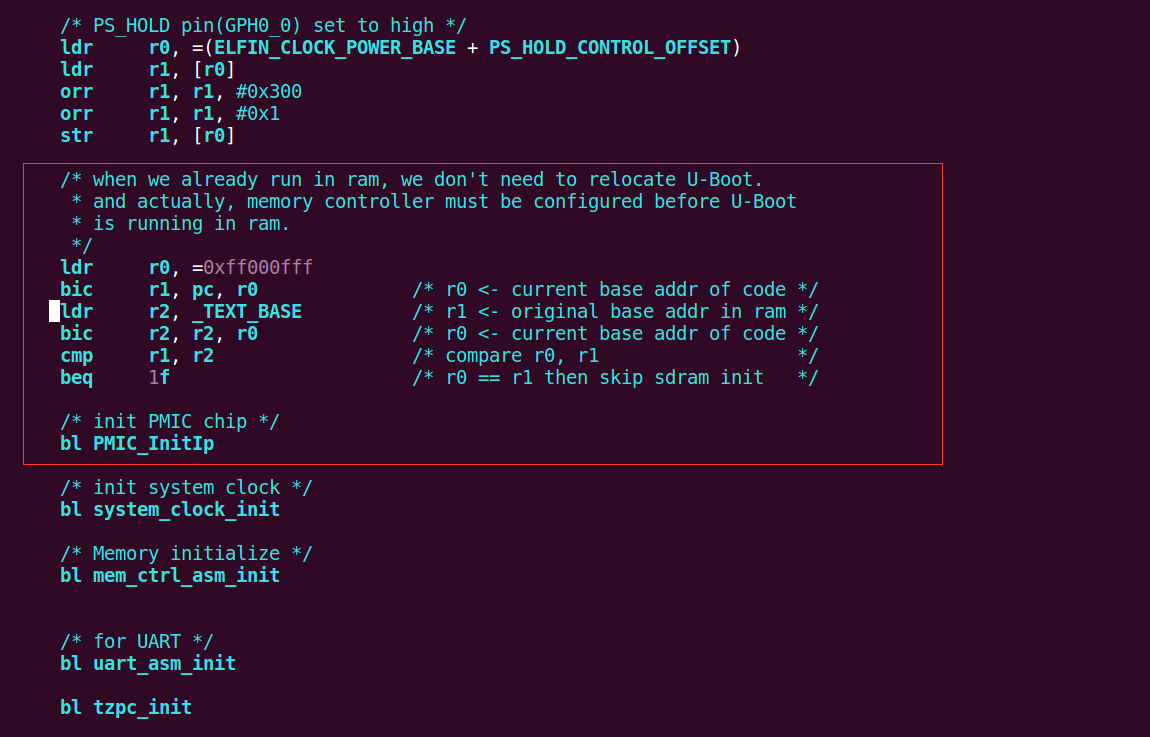 /* PS_HOLD pin(GPH0_0) set to high */
ldr r0, =(ELFIN_CLOCK_POWER_BASE + PS_HOLD_CONTROL_OFFSET)
ldr r1, [r0]
orr r1, r1, #0x300
orr r1, r1, #0x1
str r1, [r0]
/* when we already run in ram, we don't need to relocate U-Boot.
* and actually, memory controller must be configured before U-Boot
* is running in ram.
*/
ldr r0, =0xff000fff
bic r1, pc, r0 /* r0 <- current base addr of code */
ldr r2, _TEXT_BASE /* r1 <- original base addr in ram */
bic r2, r2, r0 /* r0 <- current base addr of code */
cmp r1, r2 /* compare r0, r1 */
beq 1f /* r0 == r1 then skip sdram init */
/* init PMIC chip */
bl PMIC_InitIp
/* init system clock */
bl system_clock_init
/* Memory initialize */
bl mem_ctrl_asm_init
/* for UART */
bl uart_asm_init
bl tzpc_init